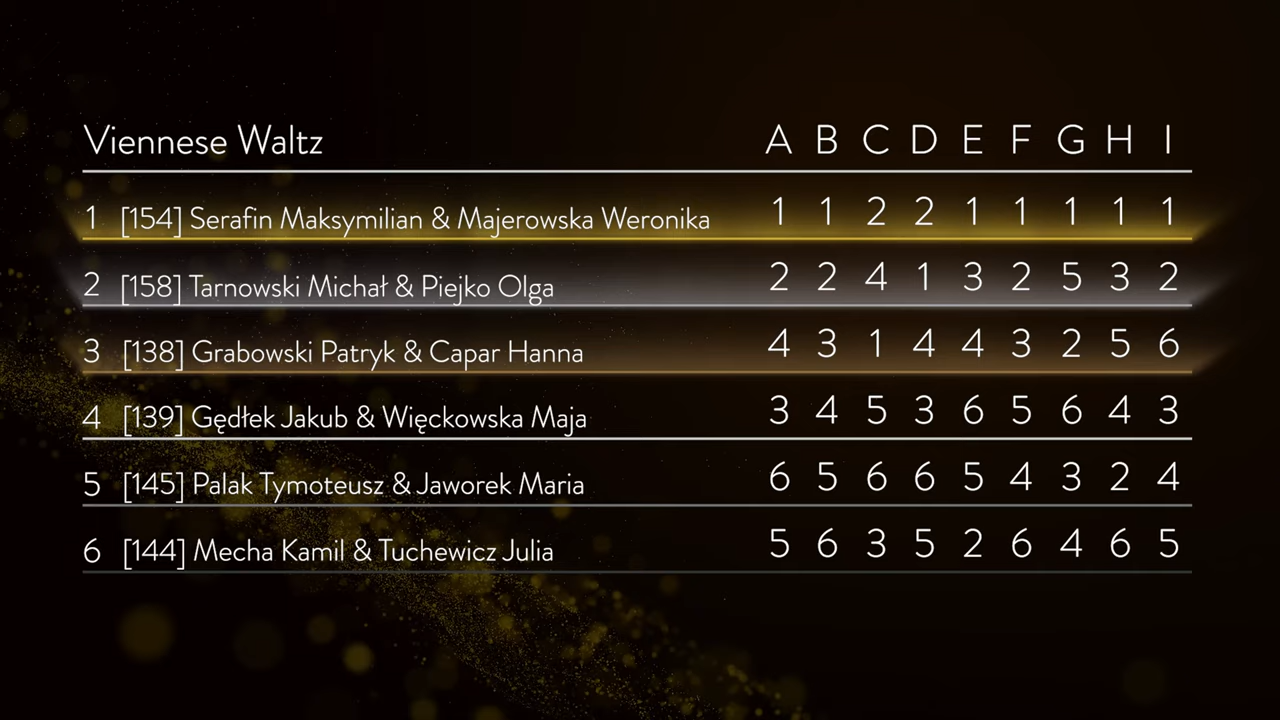 Viennese Waltz A B C D E F G H I
1 [154] Serafin Maksymilian & Majerowska Weronika 1 1 2 2 1 1 1 1 1
2 [158] Tarnowski Michał & Piejko Olga 2 2 4 1 3 2 5 3 2
3 [138] Grabowski Patryk & Capar Hanna 4 3 1 4 4 3 2 5 6
4 [139] Gędłek Jakub & Więckowska Maja 3 4 5 3 6 5 6 4 3
5 [145] Palak Tymoteusz & Jaworek Maria 6 5 6 6 5 4 3 2 4
6 [144] Mecha Kamil & Tuchewicz Julia 5 6 3 5 2 6 4 6 5